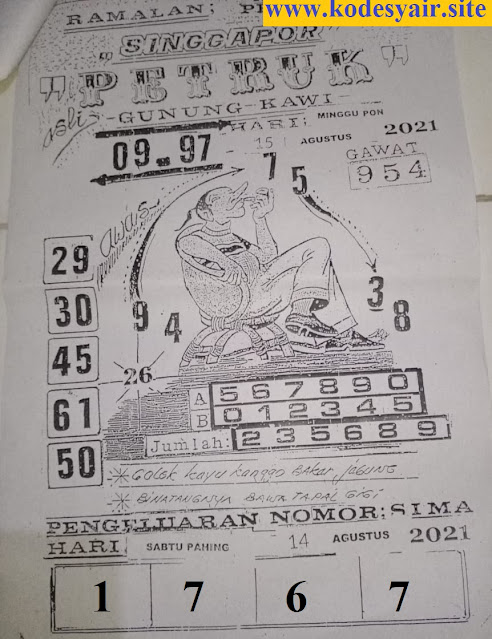 www.kodesyair.site
RAMALAN; PE
"SINGGAPOR"
"PETRUK"
asli -GUNUNG-KAWI
HARI; MINGGU PON
15 AGUSTUS 2021
09..97
GAWAT
954
7
5
awas
29
30
45
61
50
9
4
3
8
26
A 567890
B 012345
Jumlah: 235689
Golek kayu kanggo bakar jagung
Binatangnya bawa tapal gigi
PENGELUARAN NOMOR; SIMA
HARI; SABTU PAHING 14 AGUSTUS 2021
1 7 6 7